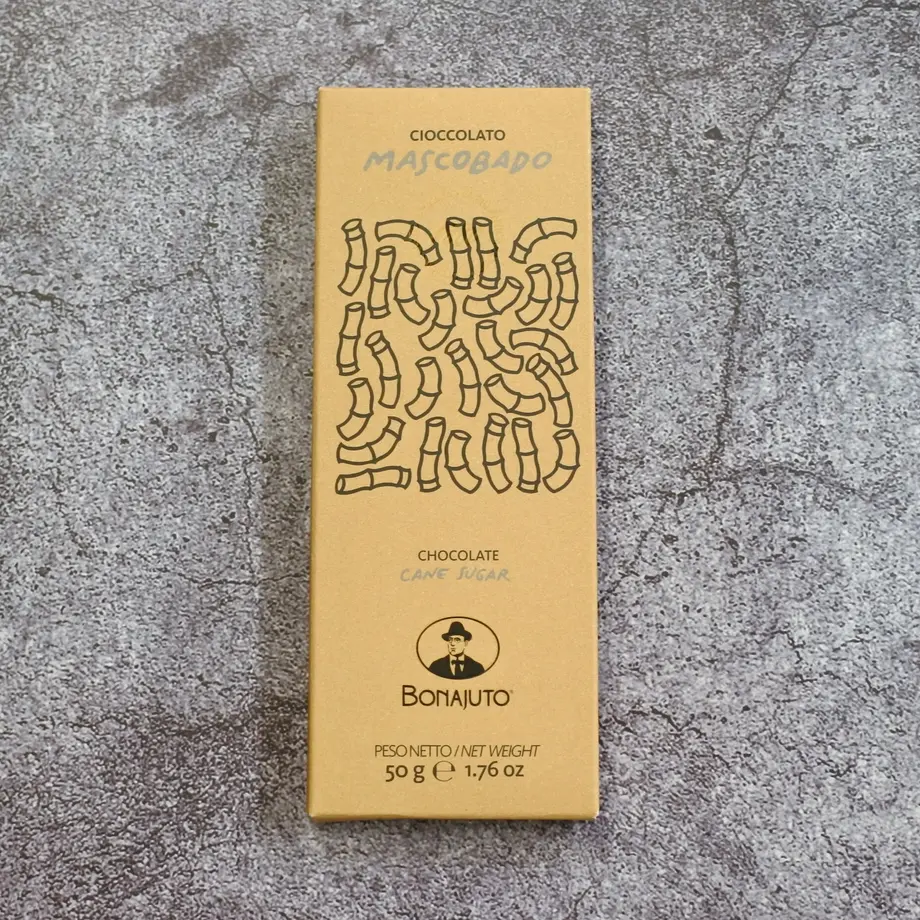 CIOCCOLATO
MASCOBADO
CHOCOLATE
CANE SUGAR
BONAJUTO®
PESO NETTO / NET WEIGHT
50 g ℮ 1.76 oz